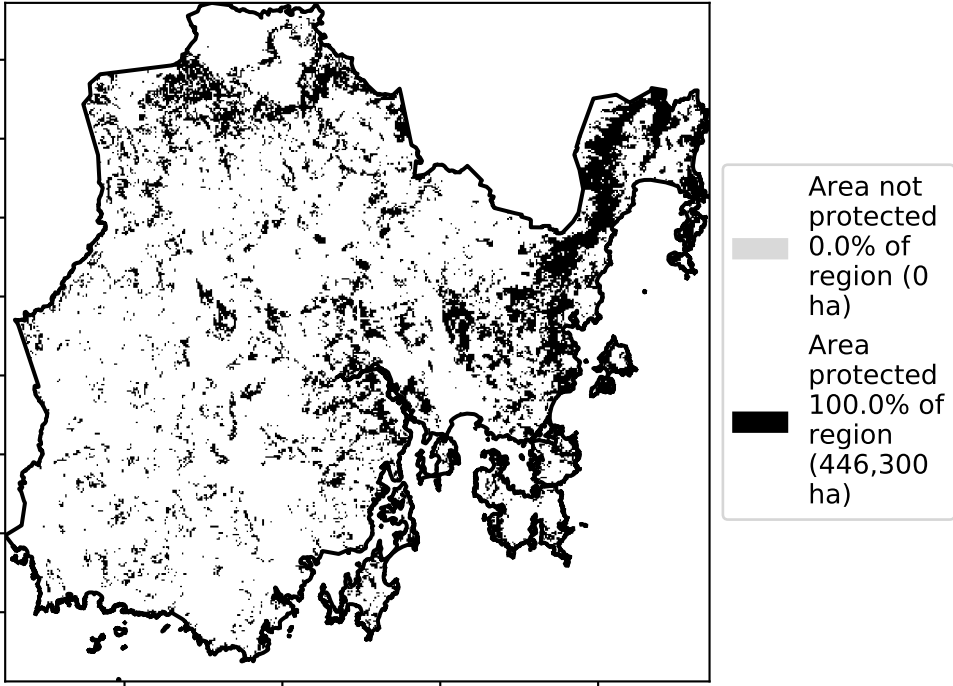 Area not
protected
0.0% of
region (0
ha)
Area
protected
100.0% of
region
(446,300
ha)